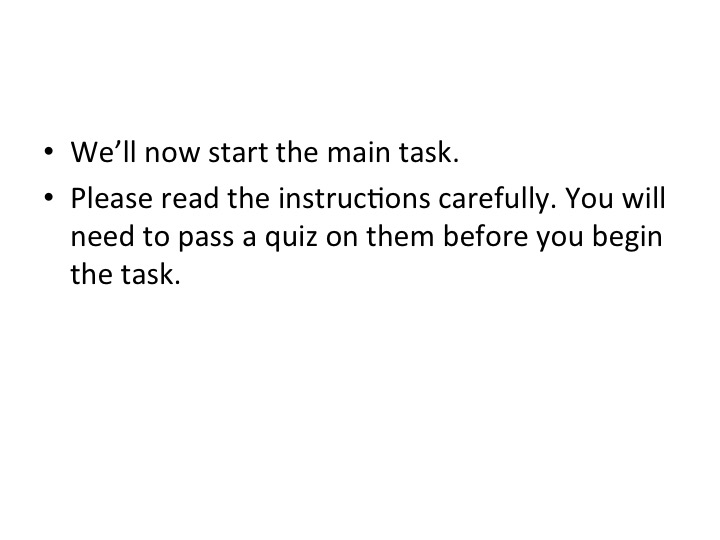 • We’ll now start the main task.
• Please read the instructions carefully. You will
need to pass a quiz on them before you begin
the task.